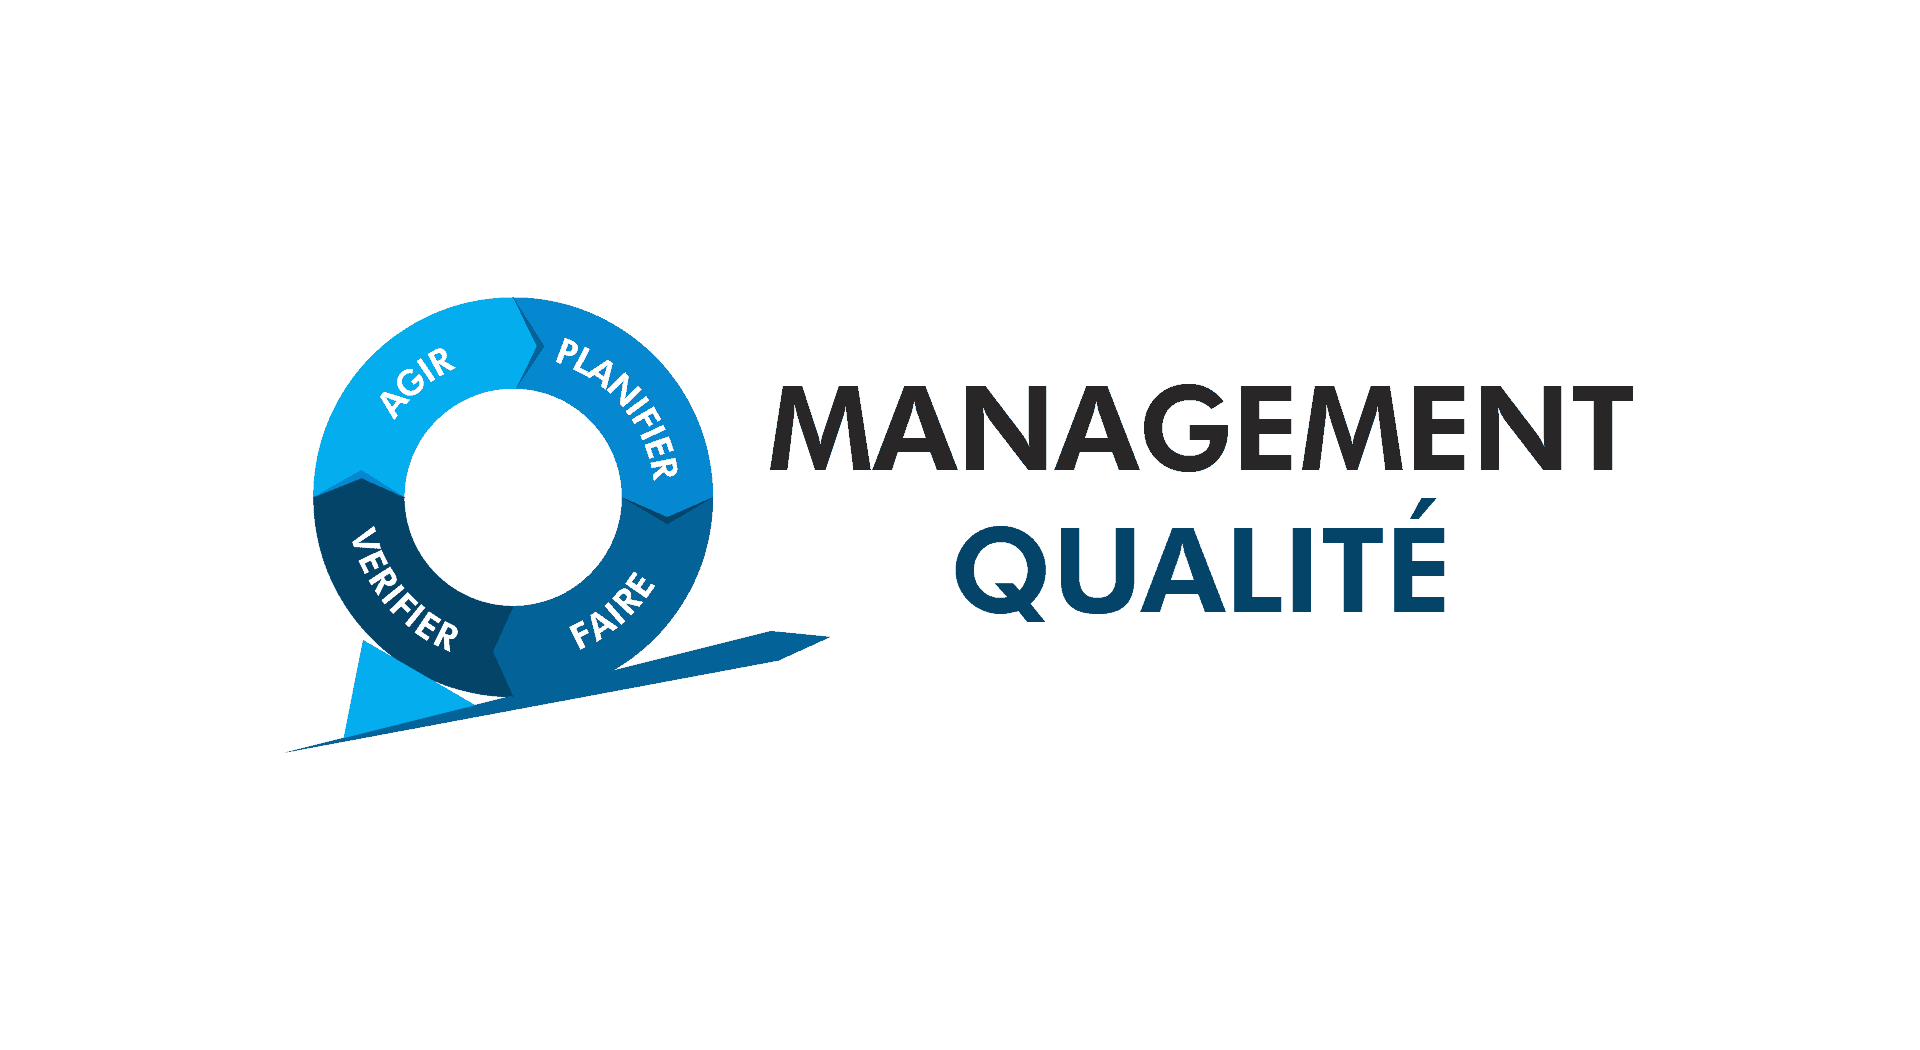 AGIR
PLANIFIER
FAIRE
VERIFIER
MANAGEMENT
QUALITÉ